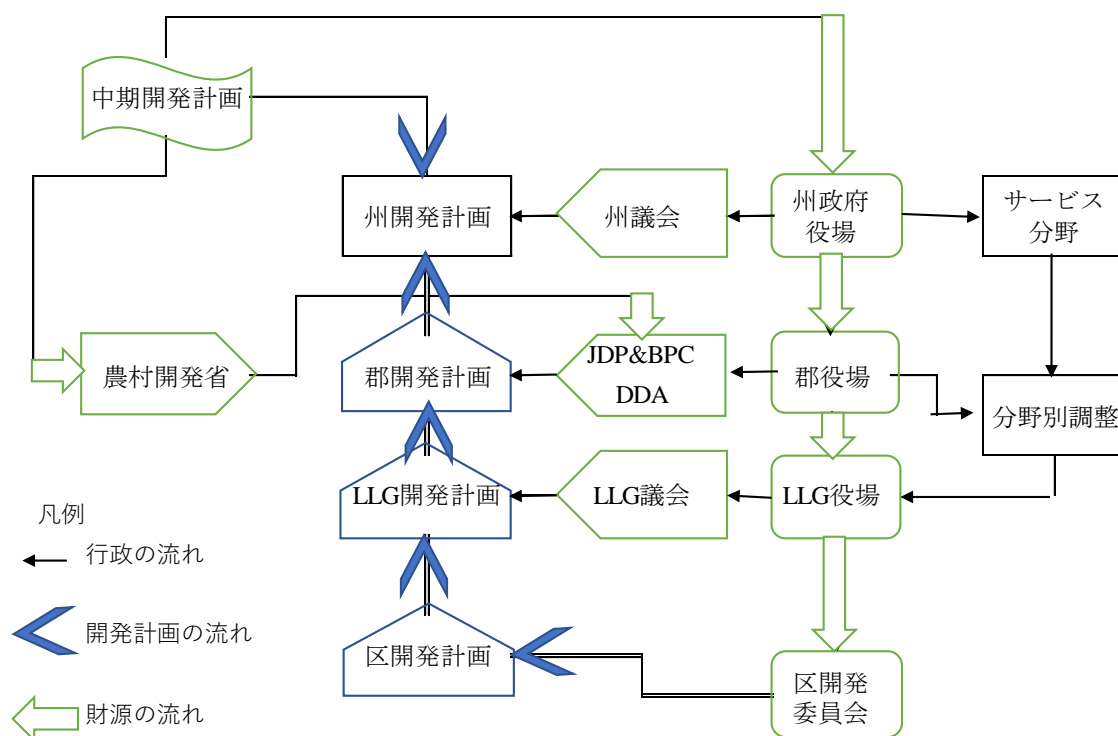 中期開発計画
州開発計画
州議会
州政府
役場
サービス
分野
農村開発省
郡開発計画
JDP&BPC
DDA
郡役場
分野別調整
LLG開発計画
LLG議会
LLG役場
凡例
行政の流れ
開発計画の流れ
区開発計画
区開発
委員会
財源の流れ